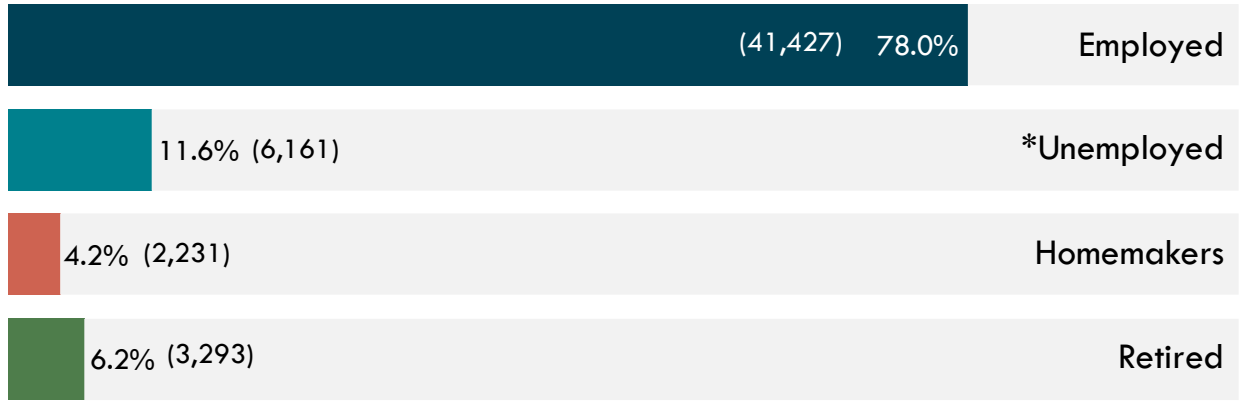 (41,427) 78.0% Employed
11.6% (6,161) *Unemployed
4.2% (2,231) Homemakers
6.2% (3,293) Retired